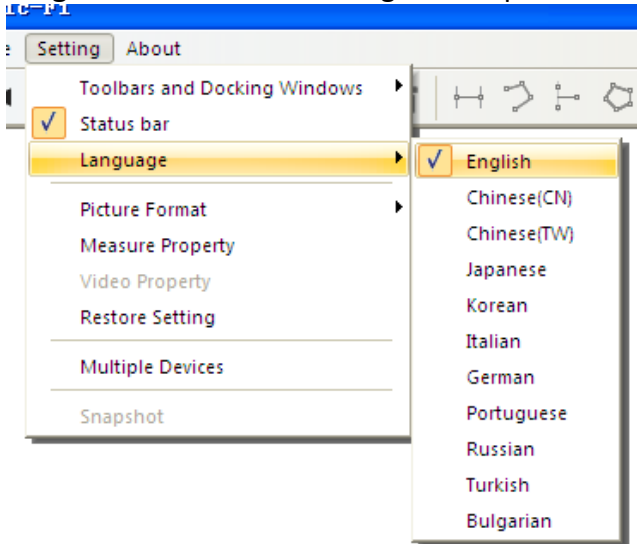 Setting About
Toolbars and Docking Windows
Status bar
Language
Picture Format
Measure Property
Video Property
Restore Setting
Multiple Devices
Snapshot
English
Chinese(CN)
Chinese(TW)
Japanese
Korean
Italian
German
Portuguese
Russian
Turkish
Bulgarian